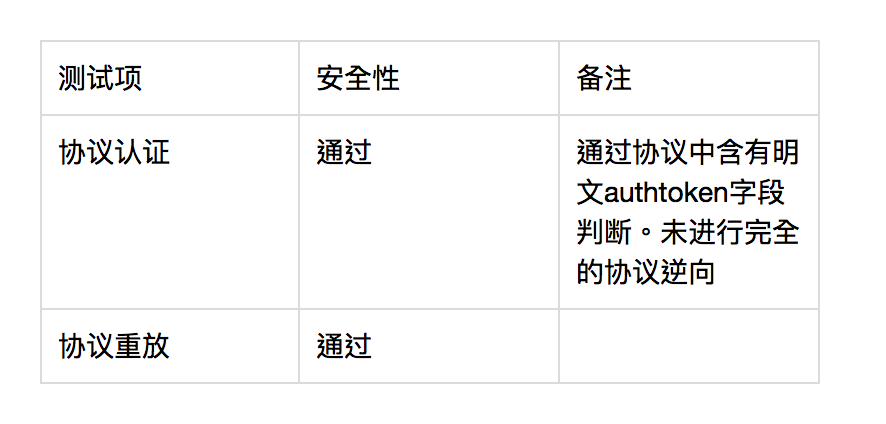 测试项
安全性
备注
协议认证
通过
通过协议中含有明
文authtoken字段
判断。未进行完全
的协议逆向
协议重放
通过